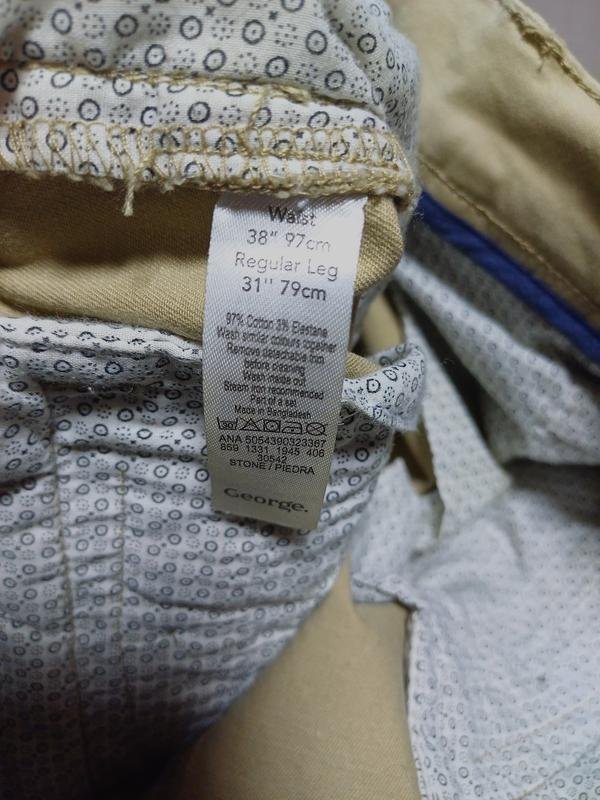 Waist
38" 97cm
Regular Leg
31" 79cm
97% Cotton 3% Elastane
Wash similar colours together
Remove detachable trim
before cleaning
Wash inside out
Steam iron recommended
Part of a set
Made in Bangladesh
30
ANA 5054390323367
859 1331 1945 406
30542
STONE / PIEDRA
George.